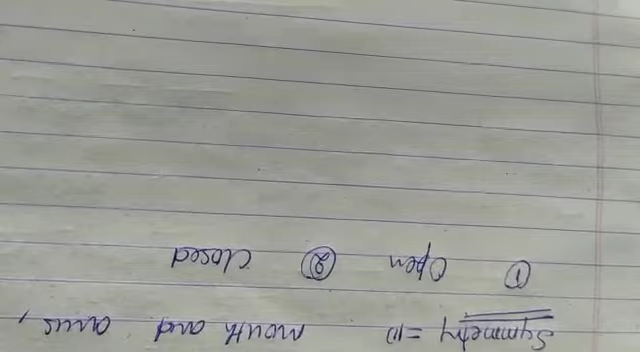 mouth and anus,
Symmetry =
① Open ② Closed